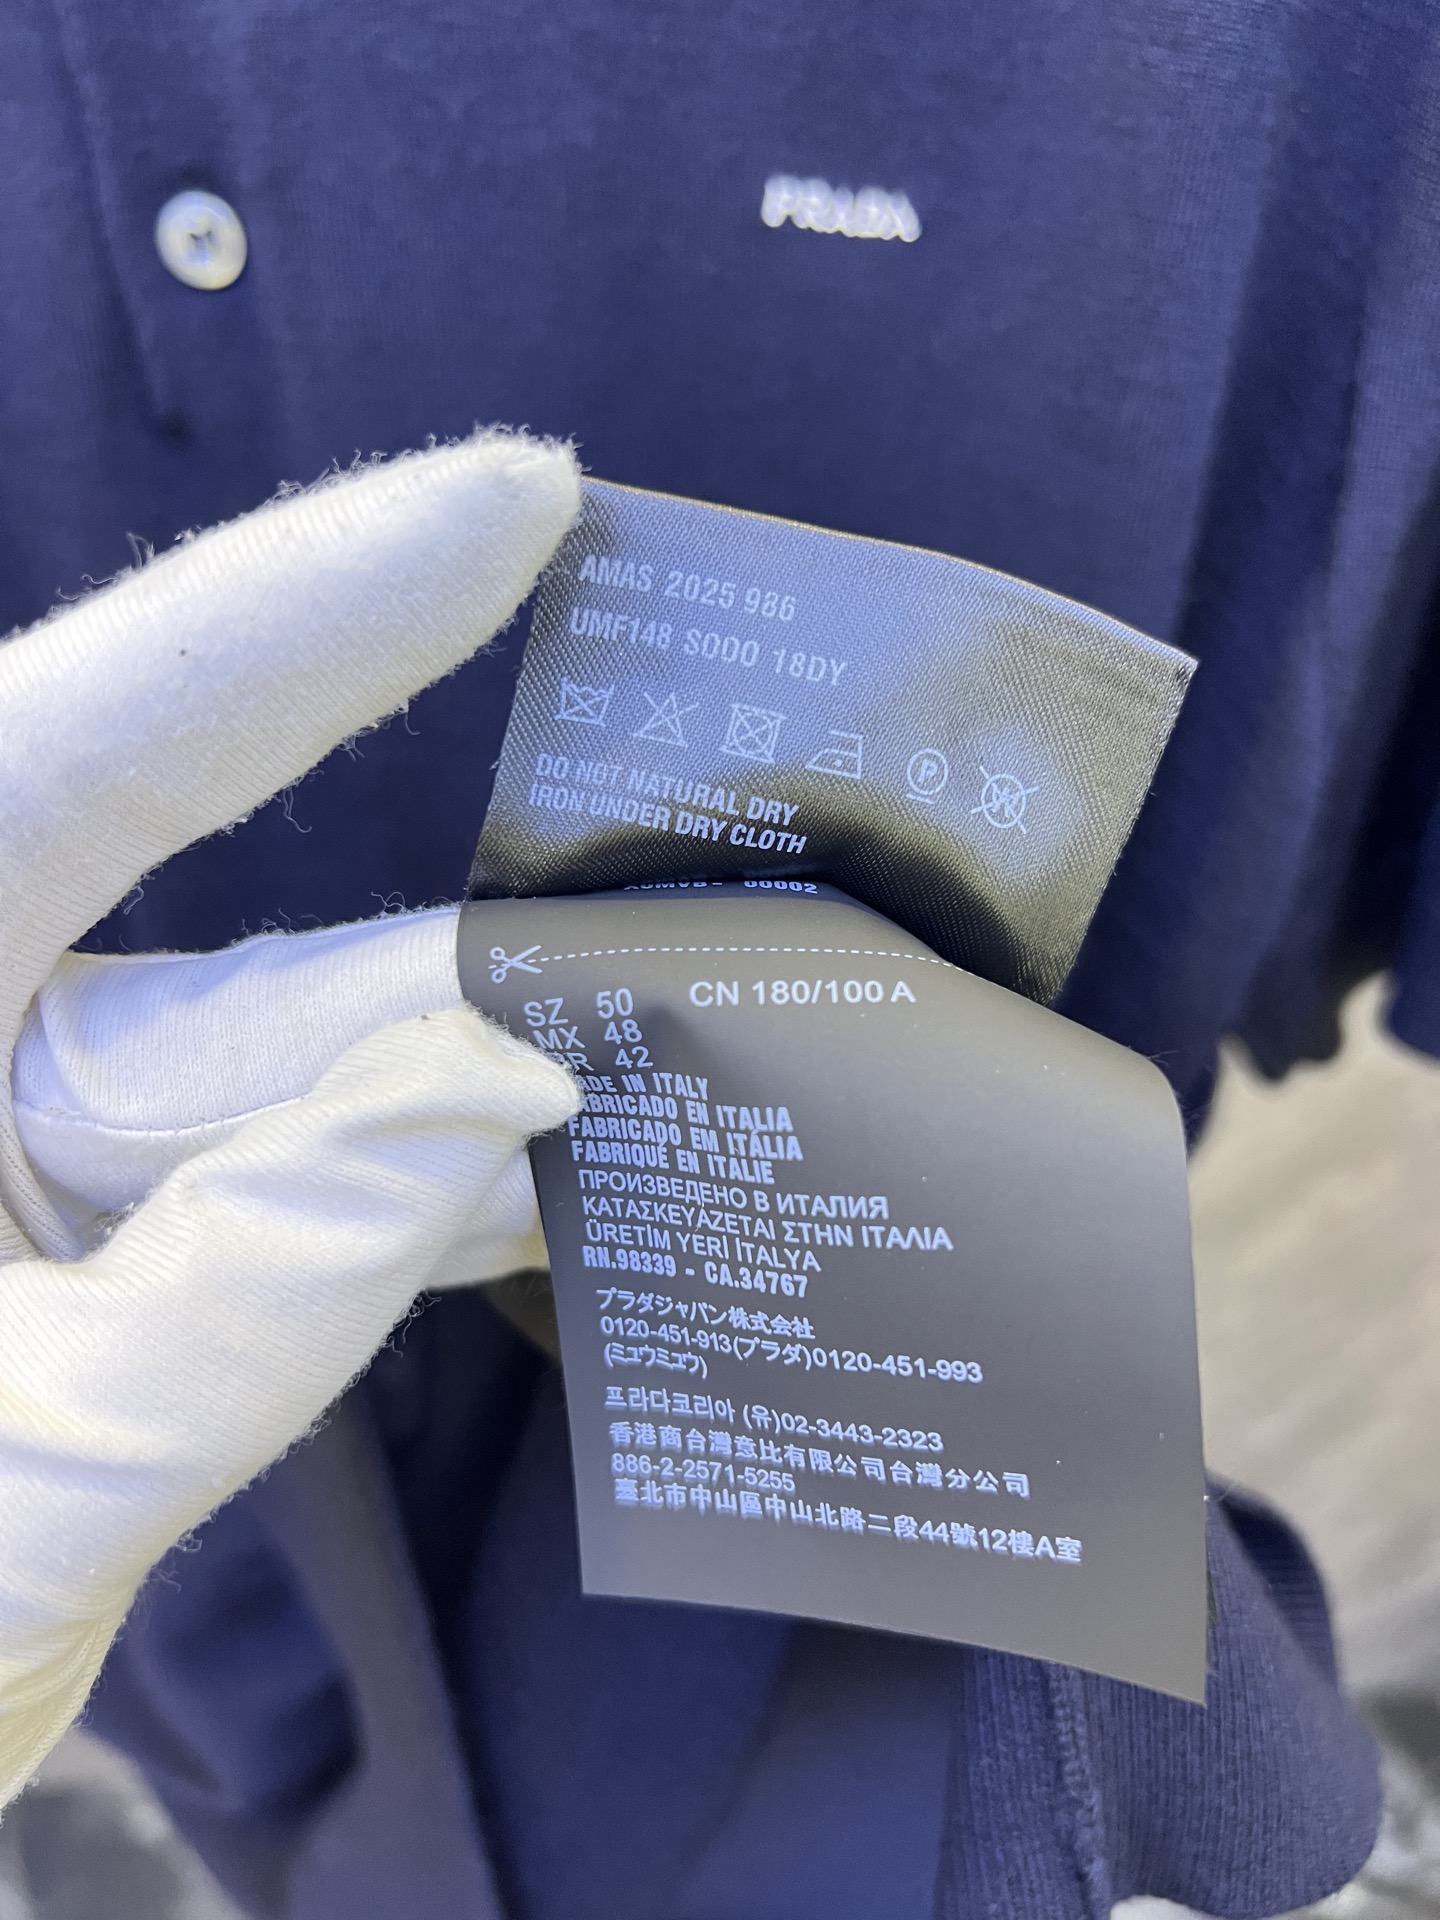 PRADA
AMAS 2025 986
UMF148 S000 18DY
P
DO NOT NATURAL DRY
IRON UNDER DRY CLOTH
00002
CN 180/100 A
SZ 50
MX 48
42
IN ITALY
EN ITALIA
FABRICADO EM ITÁLIA
FABRIQUÉ EN ITALIE
ПРОИЗВЕДЕНО В ИТАЛИЯ
ΚΑΤΑΣΚΕΥΑΖΕΤΑΙ ΣΤΗΝ ΙΤΑΛΙΑ
ÜRETİM YERİ İTALYA
RN.98339 - CA.34767
プラダジャパン株式会社
0120-451-913(プラダ)0120-451-993
(ミュウミュウ)
프라다코리아 (유)02-3443-2323
香港商台灣意比有限公司台灣分公司
886-2-2571-5255
臺北市中山區中山北路二段44號12樓A室